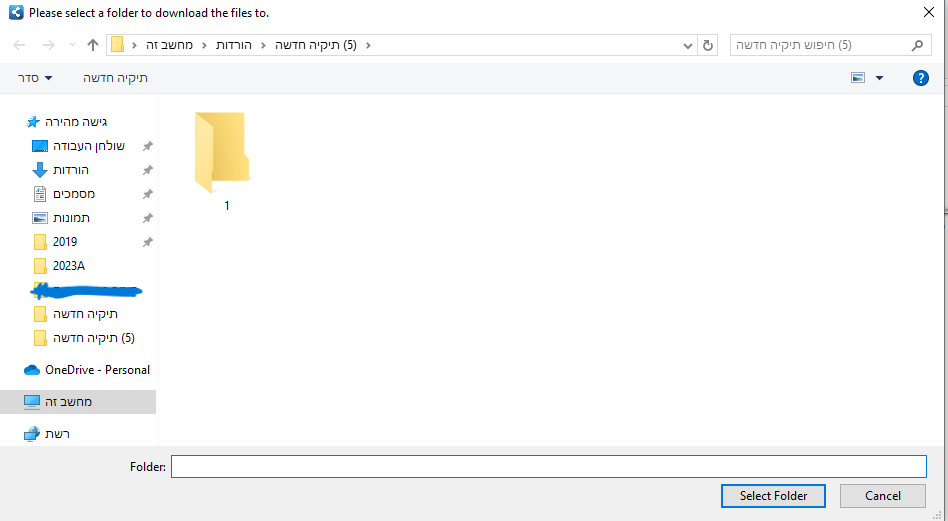 Please select a folder to download the files to.
מחשב זה > הורדות > תיקיה חדשה (5) >
חיפוש תיקיה חדשה (5)
סדר
תיקיה חדשה
גישה מהירה
שולחן העבודה
הורדות
מסמכים
תמונות
2019
2023A
תיקיה חדשה
תיקיה חדשה (5)
OneDrive - Personal
מחשב זה
רשת
1
Folder:
Select Folder
Cancel